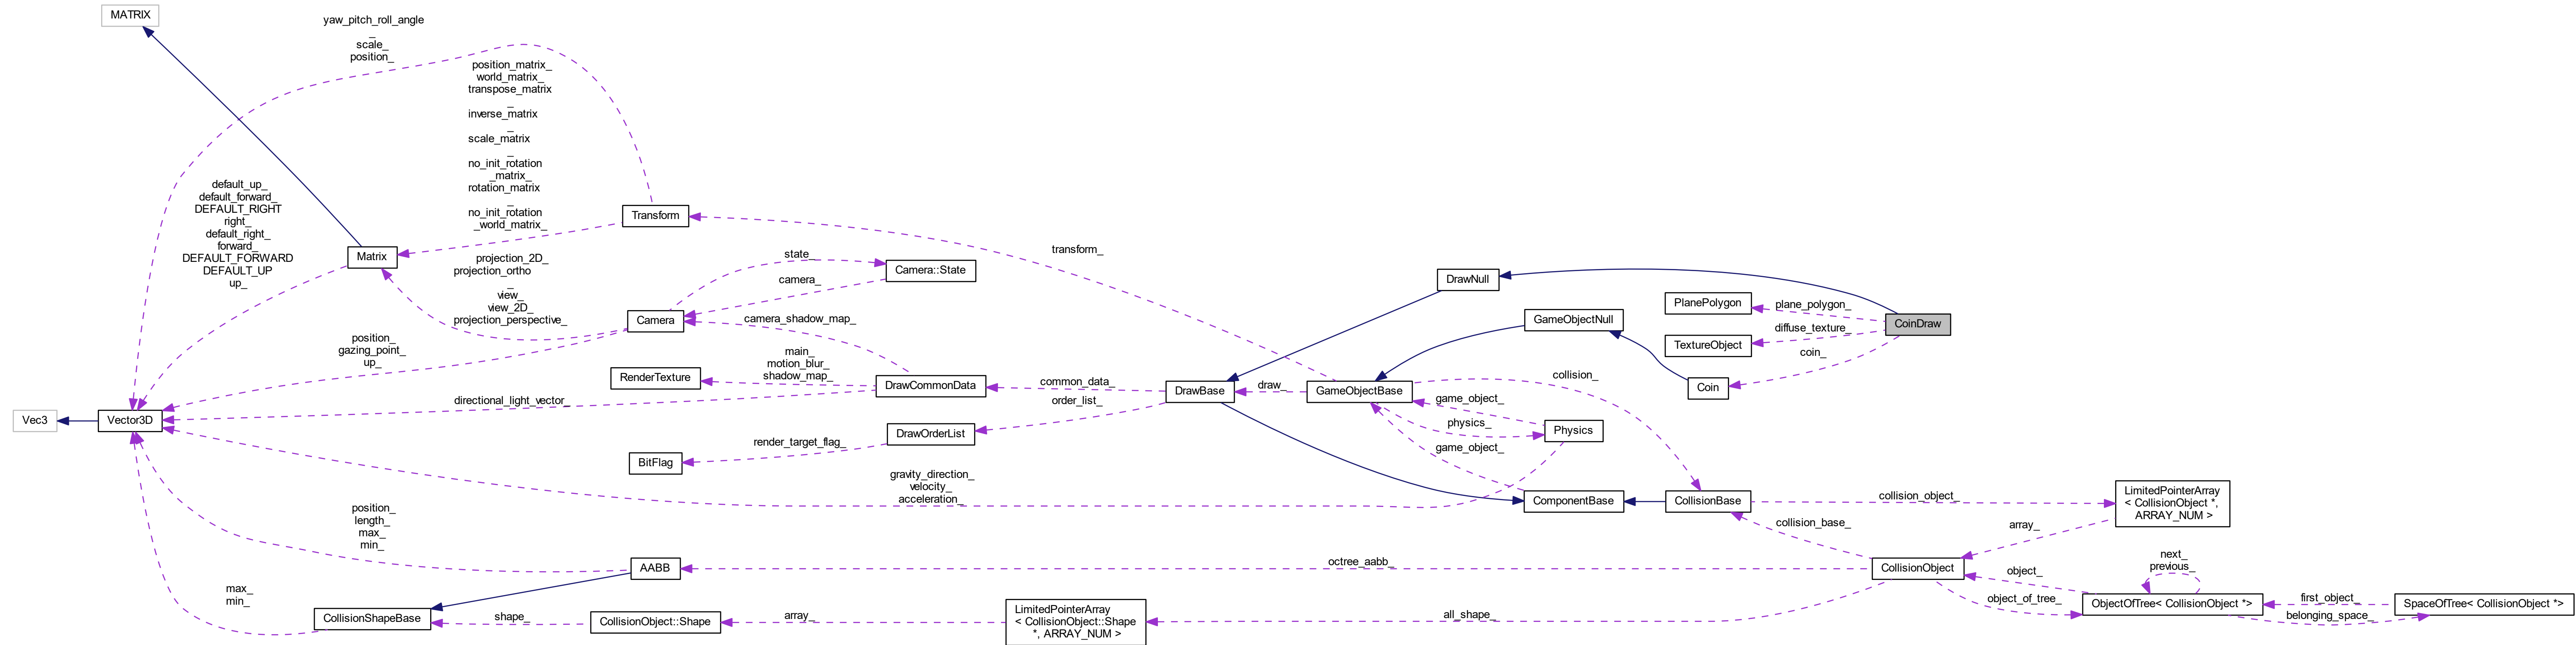 MATRIX
yaw_pitch_roll_angle
_
scale_
position_
position_matrix_
world_matrix_
transpose_matrix
_
inverse_matrix
_
scale_matrix
_
no_init_rotation
_matrix_
rotation_matrix
_
no_init_rotation
_world_matrix_
default_up_
default_forward_
DEFAULT_RIGHT
right_
default_right_
forward_
DEFAULT_FORWARD
DEFAULT_UP
up_
Transform
Matrix
transform_
projection_2D_
projection_ortho
_
view_
view_2D_
projection_perspective_
state_
camera_
Camera::State
Camera
camera_shadow_map_
position_
gazing_point_
up_
main_
motion_blur_
shadow_map_
RenderTexture
DrawCommonData
directional_light_vector_
common_data_
order_list_
DrawBase
draw_
GameObjectBase
DrawNull
GameObjectNull
Coin
PlanePolygon
TextureObject
plane_polygon_
diffuse_texture_
coin_
CoinDraw
Vec3
Vector3D
collision_
game_object_
physics_
game_object_
Physics
DrawOrderList
render_target_flag_
BitFlag
gravity_direction_
velocity_
acceleration_
ComponentBase
CollisionBase
collision_object_
LimitedPointerArray
< CollisionObject *,
ARRAY_NUM >
collision_base_
array_
position_
length_
max_
min_
AABB
octree_aabb_
CollisionObject
object_
object_of_tree_
next_
previous_
ObjectOfTree< CollisionObject *>
first_object_
belonging_space_
SpaceOfTree< CollisionObject *>
max_
min_
CollisionShapeBase
shape_
CollisionObject::Shape
array_
LimitedPointerArray
< CollisionObject::Shape
*, ARRAY_NUM >
all_shape_